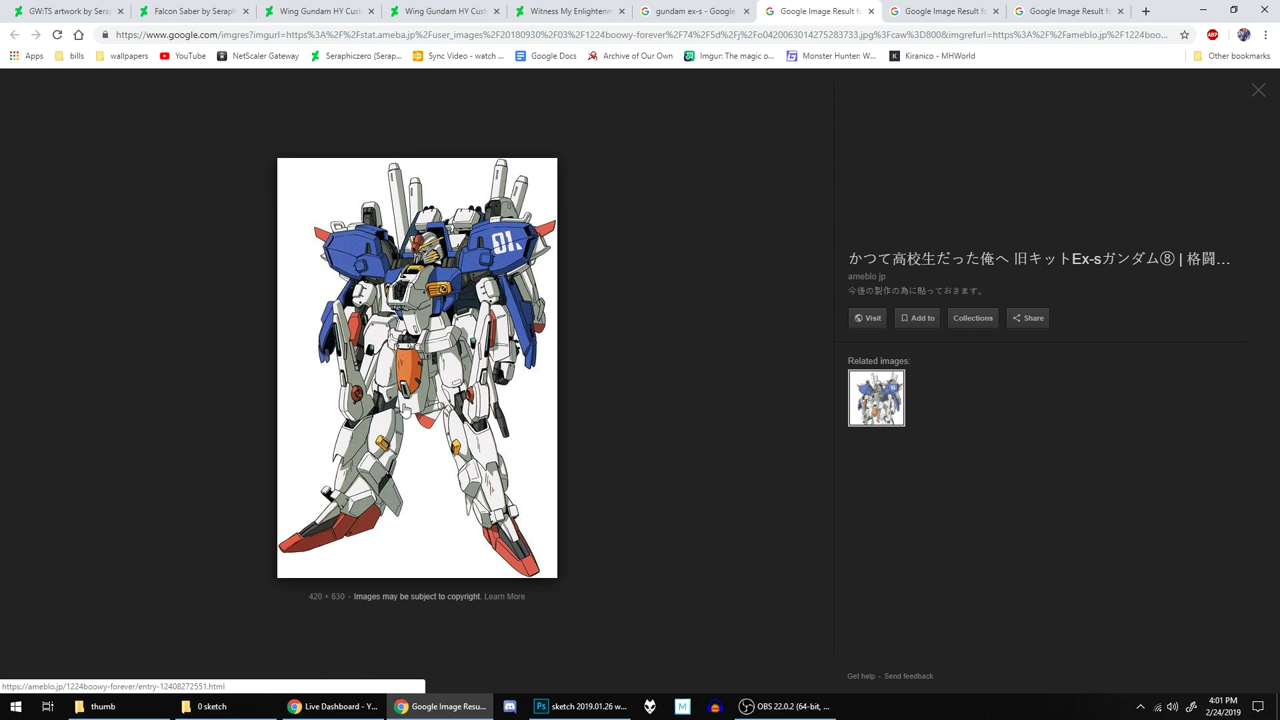 GW:TS artwork by Serap
Falcon Saber by Seraph
Wing Gundam HY Cust
Wing Gundam HY Cust
Witness My Enlighten
gundam ex-s - Google
Google Image Result f
Google Image Result fo
Google Image Result fo
https://www.google.com/imgres?imgurl=https%3A%2F%2Fstat.ameba.jp%2Fuser_images%2F20180930%2F03%2F1224boowy-forever%2F74%2F5d%2Fj%2Fo0420063014275283733.jpg%3Fcaw%3D800&imgrefurl=https%3A%2F%2Fameblo.jp%2F1224boo...
Apps
bills
wallpapers
YouTube
NetScaler Gateway
Seraphiczero (Serap...
Sync Video - watch ...
Google Docs
Archive of Our Own
Imgur: The magic o...
Monster Hunter: W...
Kiranico - MHWorld
Other bookmarks
01
かつて高校生だった俺へ 旧キットEx-sガンダム⑧ | 格闘...
ameblo.jp
今後の製作の為に貼っておきます。
Visit
Add to
Collections
Share
Related images:
420 × 630 - Images may be subject to copyright. Learn More
Get help - Send feedback
https://ameblo.jp/1224boowy-forever/entry-12408272551.html
thumb
0 sketch
Live Dashboard - Y...
Google Image Resu...
Ps
sketch 2019.01.26 w...
M
OBS 22.0.2 (64-bit, ...
4:01 PM
2/24/2019